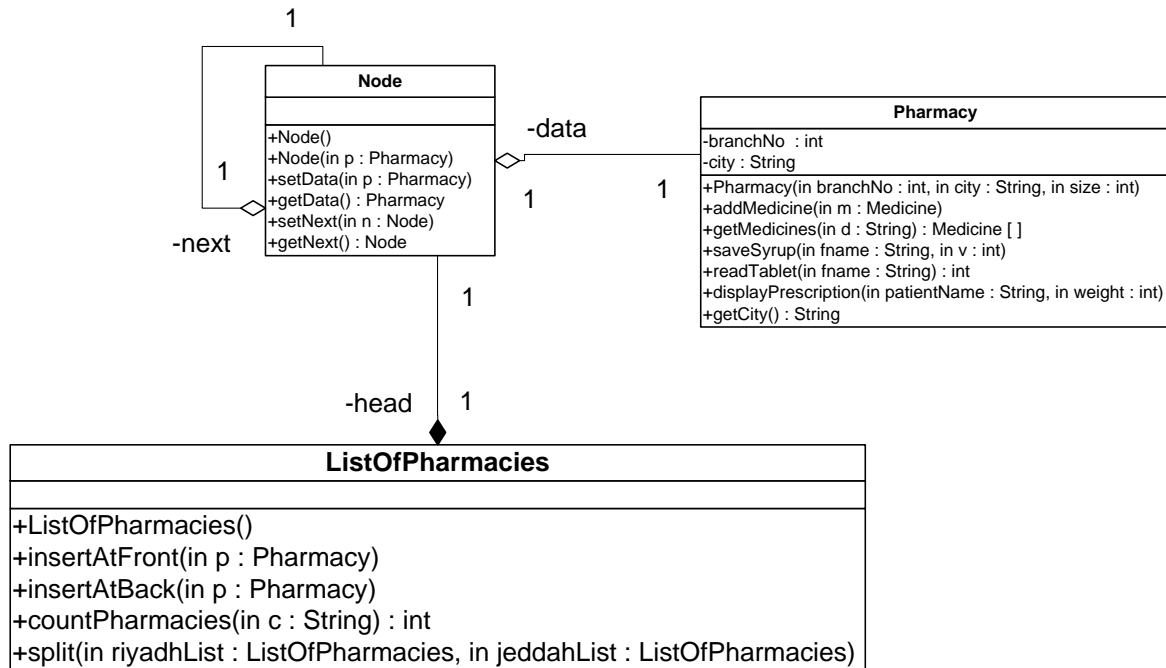 1
Node
+Node()
+Node(in p : Pharmacy)
+setData(in p : Pharmacy)
+getData() : Pharmacy
+setNext(in n : Node)
+getNext() : Node
1
-next
-data
1
1
Pharmacy
-branchNo : int
-city : String
+Pharmacy(in branchNo : int, in city : String, in size : int)
+addMedicine(in m : Medicine)
+getMedicines(in d : String) : Medicine [ ]
+saveSyrup(in fname : String, in v : int)
+readTablet(in fname : String) : int
+displayPrescription(in patientName : String, in weight : int)
+getCity() : String
1
-head
1
ListOfPharmacies
+ListOfPharmacies()
+insertAtFront(in p : Pharmacy)
+insertAtBack(in p : Pharmacy)
+countPharmacies(in c : String) : int
+split(in riyadhList : ListOfPharmacies, in jeddahList : ListOfPharmacies)